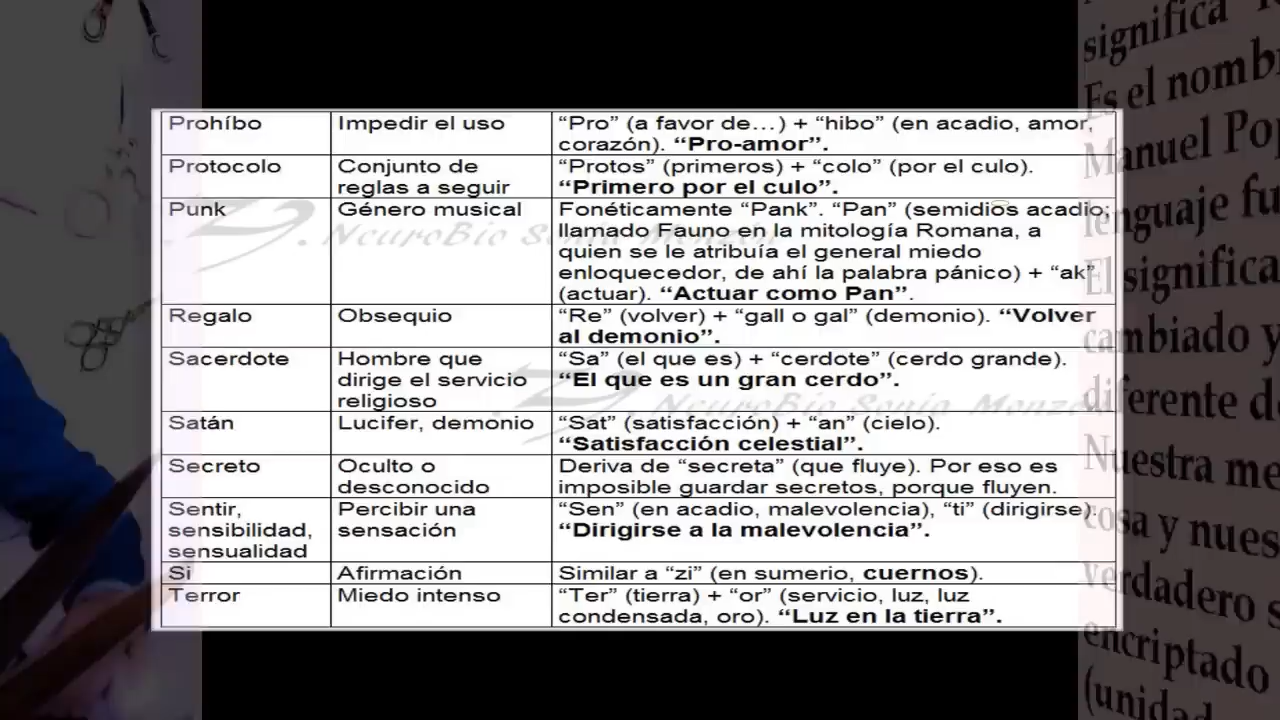 Prohíbo
Impedir el uso
“Pro” (a favor de…) + “hibo” (en acadio, amor,
corazón). “Pro-amor”.
Protocolo
Conjunto de
reglas a seguir
“Protos” (primeros) + “colo” (por el culo).
“Primero por el culo”.
Punk
Género musical
Fonéticamente “Pank”. “Pan” (semidios acadio,
llamado Fauno en la mitología Romana, a
quien se le atribuía el general miedo
enloquecedor, de ahí la palabra pánico) + “ak”
(actuar). “Actuar como Pan”.
Regalo
Obsequio
“Re” (volver) + “gall o gal” (demonio). “Volver
al demonio”.
Sacerdote
Hombre que
dirige el servicio
religioso
“Sa” (el que es) + “cerdote” (cerdo grande).
“El que es un gran cerdo”.
Satán
Lucifer, demonio
“Sat” (satisfacción) + “an” (cielo).
“Satisfacción celestial”.
Secreto
Oculto o
desconocido
Deriva de “secreta” (que fluye). Por eso es
imposible guardar secretos, porque fluyen.
Sentir,
sensibilidad,
sensualidad
Percibir una
sensación
“Sen” (en acadio, malevolencia), “ti” (dirigirse).
“Dirigirse a la malevolencia”.
Si
Afirmación
Similar a “zi” (en sumerio, cuernos).
Terror
Miedo intenso
“Ter” (tierra) + “or” (servicio, luz, luz
condensada, oro). “Luz en la tierra”.
NeuroBio Sonia Monzón
NeuroBio Sonia Monzó
significa
Es el nomb
Manuel Pop
lenguaje fu
El significa
cambiado y
diferente d
Nuestra me
cosa y nues
verdadero s
encriptado
(unidad